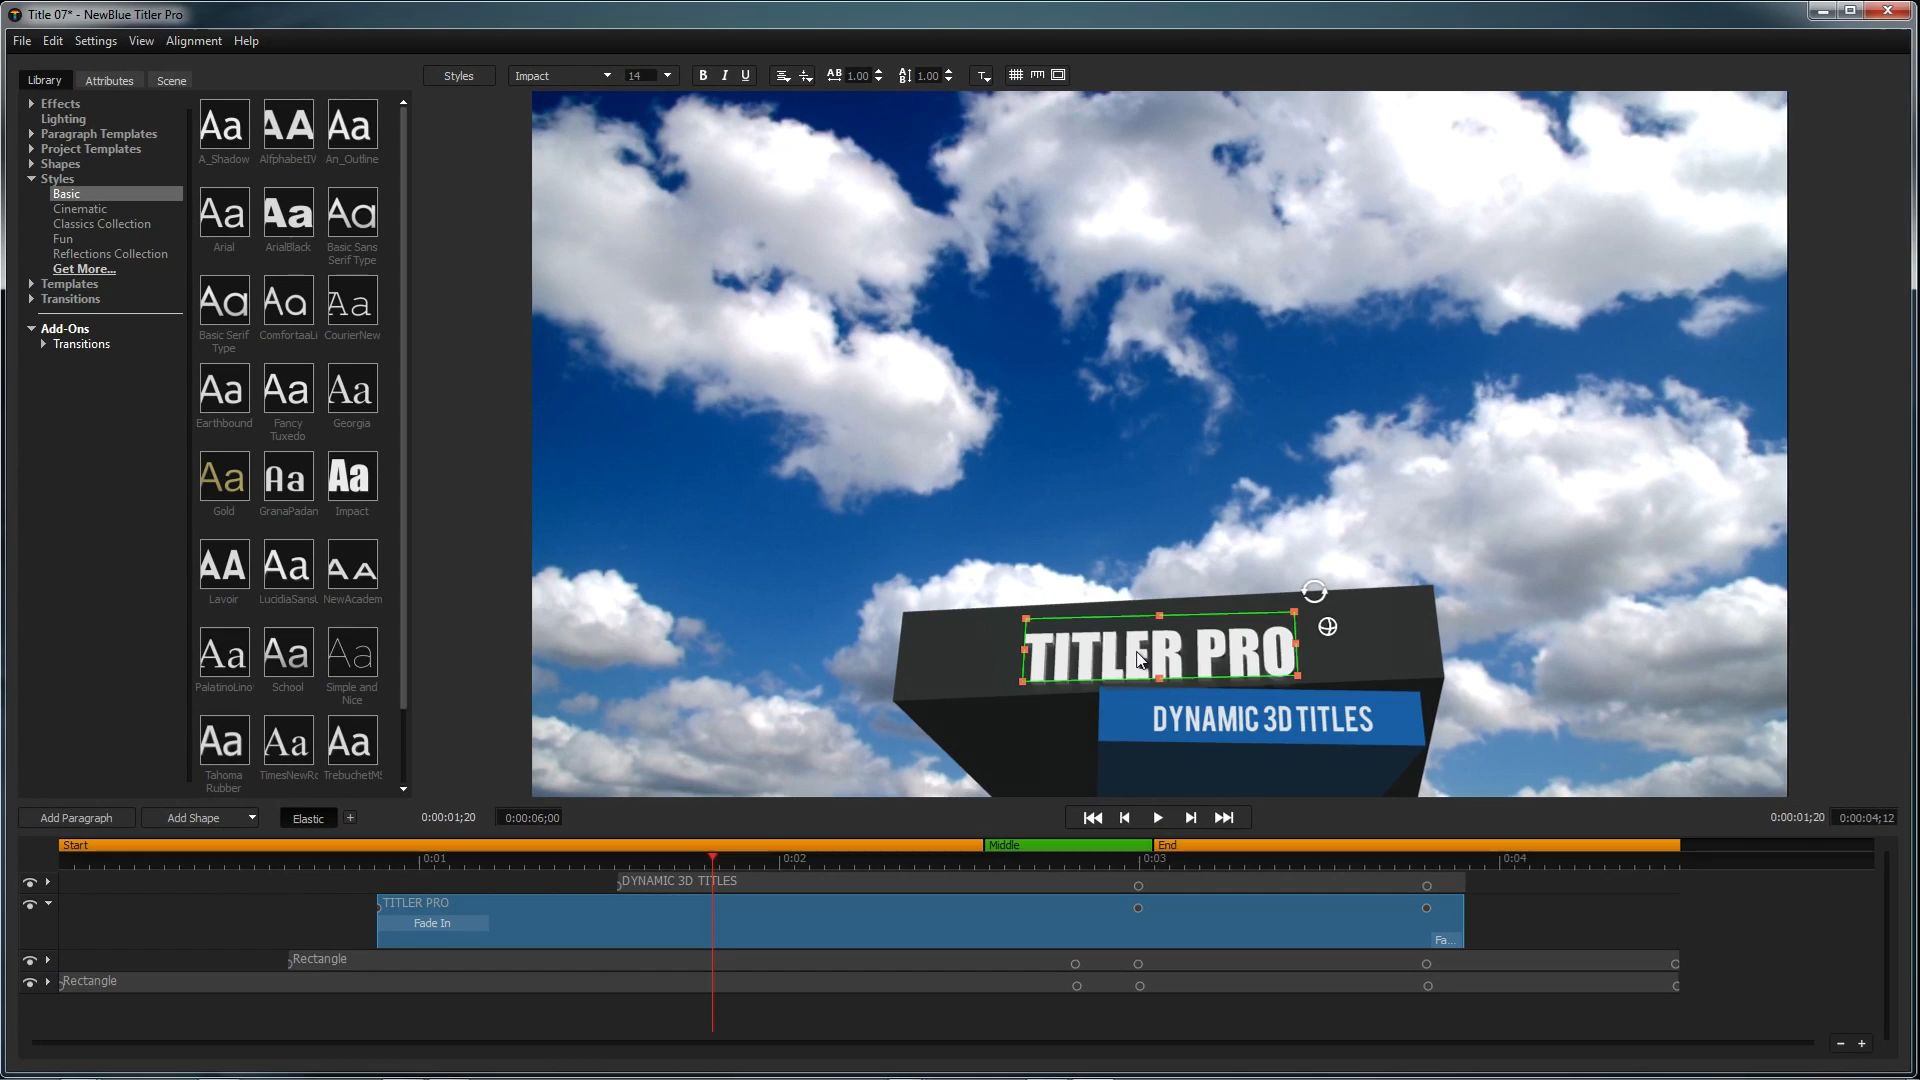 Title 07* - NewBlue Titler Pro
File Edit Settings View Alignment Help
Library Attributes Scene
Styles Impact 14 B I U AB 1.00 1.00
Effects
Lighting
Paragraph Templates
Project Templates
Shapes
Styles
Basic
Cinematic
Classics Collection
Fun
Reflections Collection
Get More...
Templates
Transitions
Add-Ons
Transitions
Aa AA Aa
A_Shadow AlfphabetIV An_Outline
Aa Aa Aa
Arial ArialBlack Basic Sans Serif Type
Aa Aa Aa
Basic Serif Type ComfortaaLi CourierNew
Aa Aa Aa
Earthbound Fancy Tuxedo Georgia
Aa Aa Aa
Gold GranaPadan Impact
AA Aa AA
Lavoir LucidiaSansU NewAcadem
Aa Aa Aa
PalatinoLino School Simple and Nice
Aa Aa Aa
Tahoma Rubber TimesNewRo TrebuchetMS
TITLER PRO
DYNAMIC 3D TITLES
Add Paragraph Add Shape Elastic + 0:00:01;20 0:00:06;00 0:00:01;20 0:00:04;12
Start Middle End
0:01 0:02 0:03 0:04
DYNAMIC 3D TITLES
TITLER PRO
Fade In
Fa...
Rectangle
Rectangle